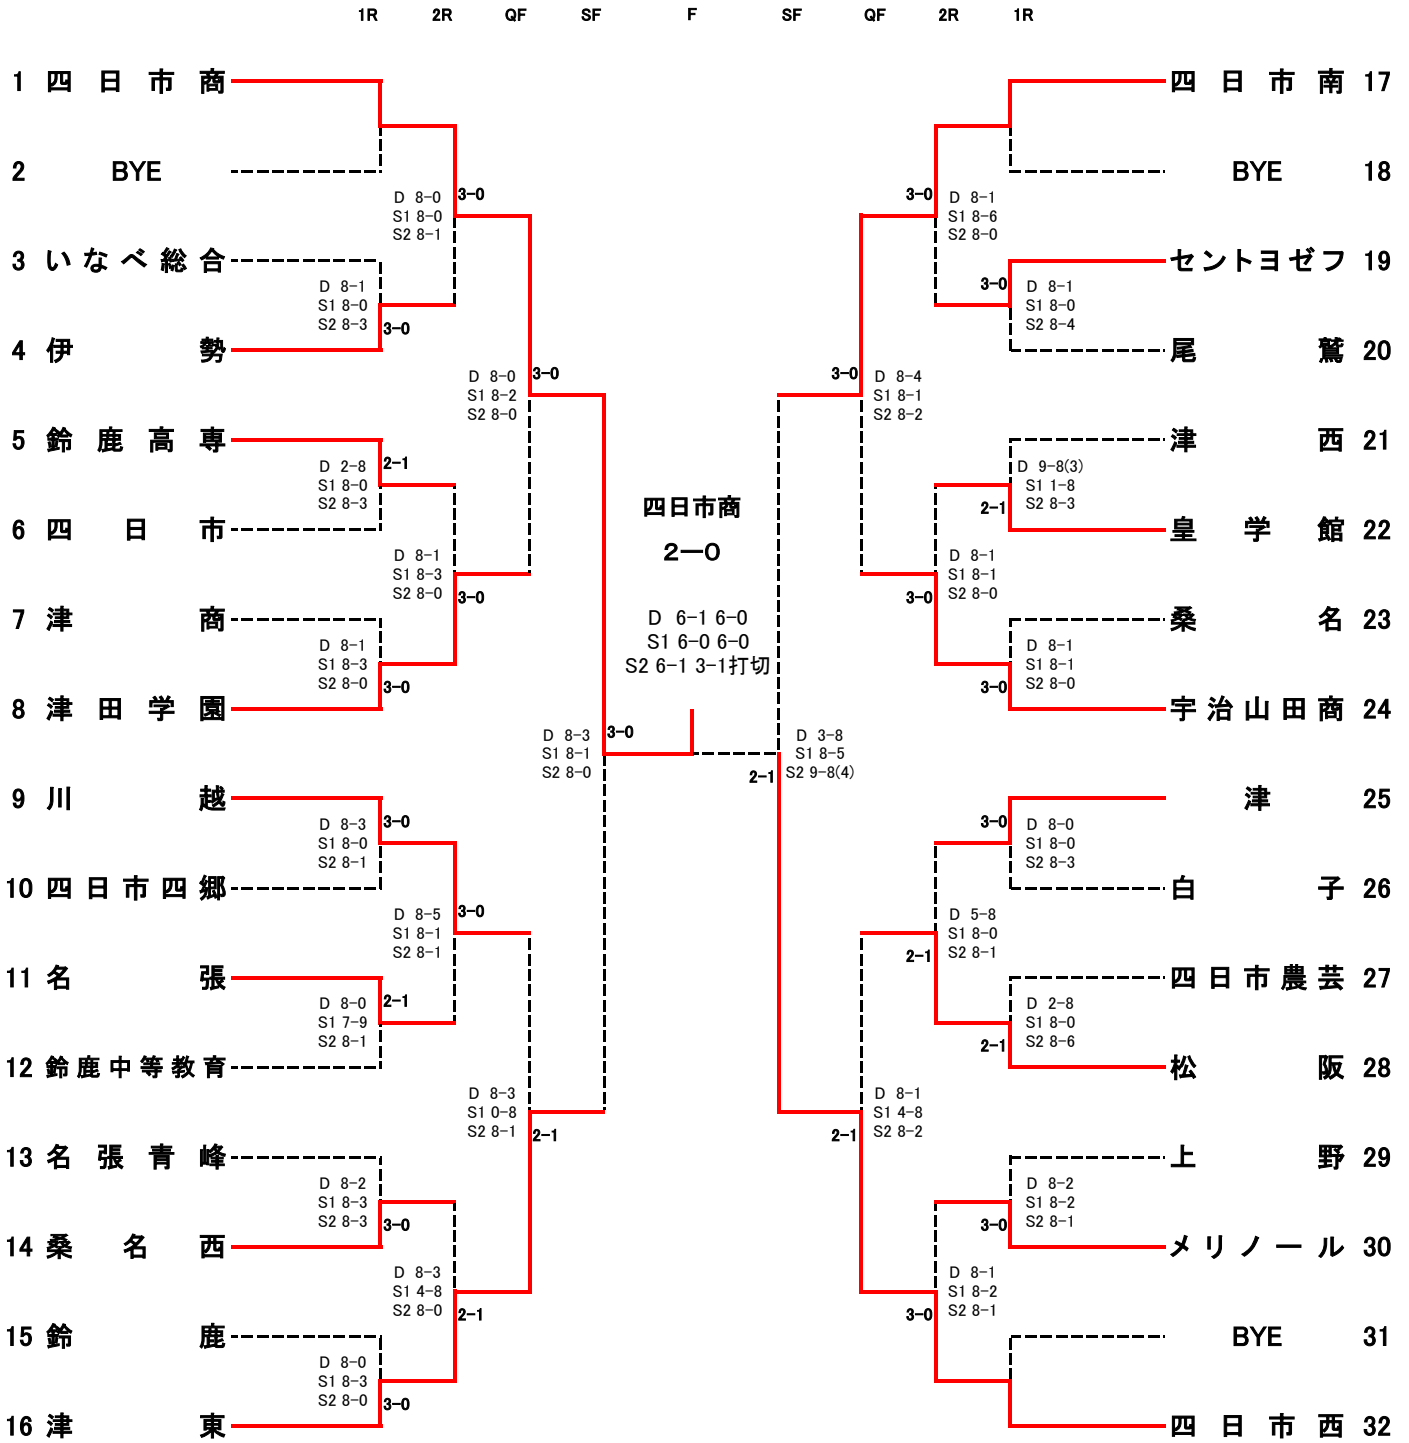 1R 2R QF SF F SF QF 2R 1R
1 四日市商
2 BYE
3-0
D 8-0
S1 8-0
S2 8-1
3 いなべ総合
D 8-1
S1 8-0
S2 8-3
3-0
4 伊勢
D 8-0
S1 8-2
S2 8-0
3-0
5 鈴鹿高専
D 2-8
S1 8-0
S2 8-3
2-1
6 四日市
D 8-1
S1 8-3
S2 8-0
3-0
7 津商
D 8-1
S1 8-3
S2 8-0
3-0
8 津田学園
D 8-3
S1 8-1
S2 8-0
3-0
9 川越
D 8-3
S1 8-0
S2 8-1
3-0
10 四日市四郷
D 8-5
S1 8-1
S2 8-1
3-0
11 名張
D 8-0
S1 7-9
S2 8-1
2-1
12 鈴鹿中等教育
D 8-3
S1 0-8
S2 8-1
2-1
13 名張青峰
D 8-2
S1 8-3
S2 8-3
3-0
14 桑名西
D 8-3
S1 4-8
S2 8-0
2-1
15 鈴鹿
D 8-0
S1 8-3
S2 8-0
3-0
16 津東
四日市商
2-0
D 6-1 6-0
S1 6-0 6-0
S2 6-1 3-1打切
四日市南 17
BYE 18
3-0
D 8-1
S1 8-6
S2 8-0
セントヨゼフ 19
3-0
D 8-1
S1 8-0
S2 8-4
尾鷲 20
3-0
D 8-4
S1 8-1
S2 8-2
津西 21
D 9-8(3)
S1 1-8
S2 8-3
2-1
皇学館 22
D 8-1
S1 8-1
S2 8-0
3-0
桑名 23
D 8-1
S1 8-1
S2 8-0
3-0
宇治山田商 24
D 3-8
S1 8-5
S2 9-8(4)
2-1
津 25
3-0
D 8-0
S1 8-0
S2 8-3
白子 26
D 5-8
S1 8-0
S2 8-1
2-1
四日市農芸 27
D 2-8
S1 8-0
S2 8-6
2-1
松阪 28
D 8-1
S1 4-8
S2 8-2
2-1
上野 29
D 8-2
S1 8-2
S2 8-1
3-0
メリノール 30
D 8-1
S1 8-2
S2 8-1
3-0
BYE 31
四日市西 32